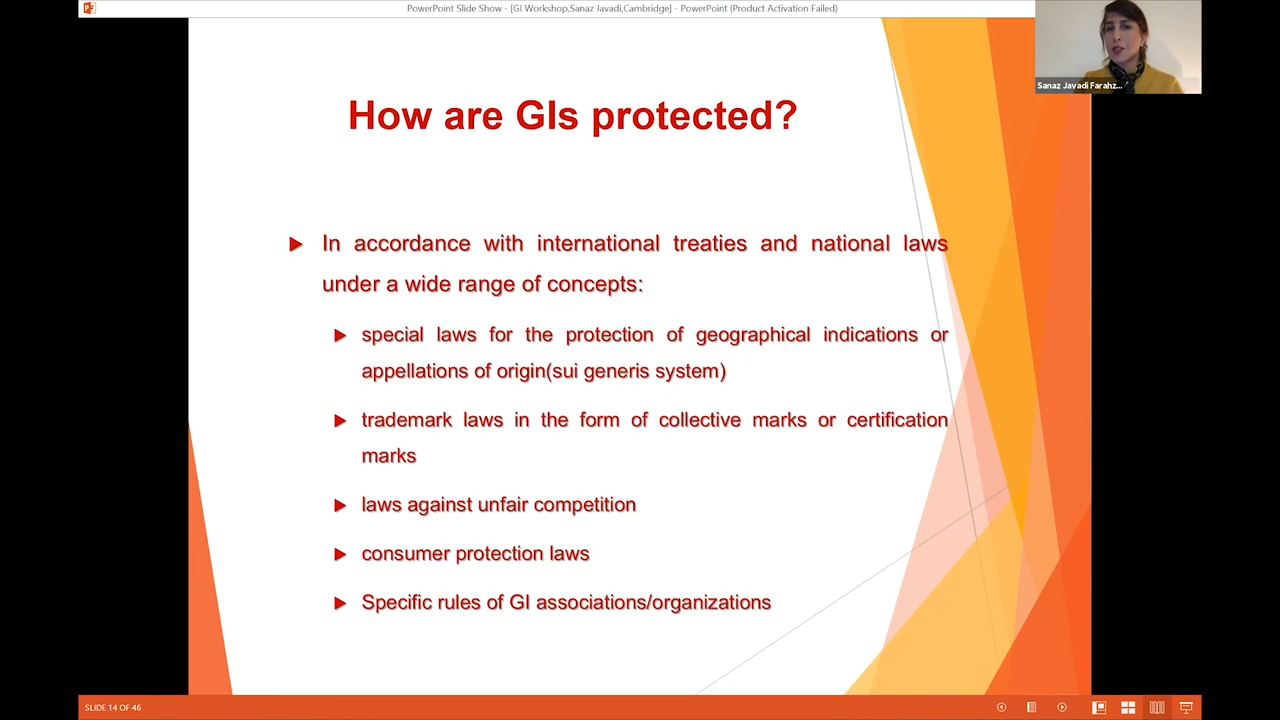 PowerPoint Slide Show - [GI Workshop,Sanaz Javadi,Cambridge] - PowerPoint (Product Activation Failed)
Sanaz Javadi Farahz...
How are GIs protected?
In accordance with international treaties and national laws
under a wide range of concepts:
special laws for the protection of geographical indications or
appellations of origin(sui generis system)
trademark laws in the form of collective marks or certification
marks
laws against unfair competition
consumer protection laws
Specific rules of GI associations/organizations
SLIDE 14 OF 46